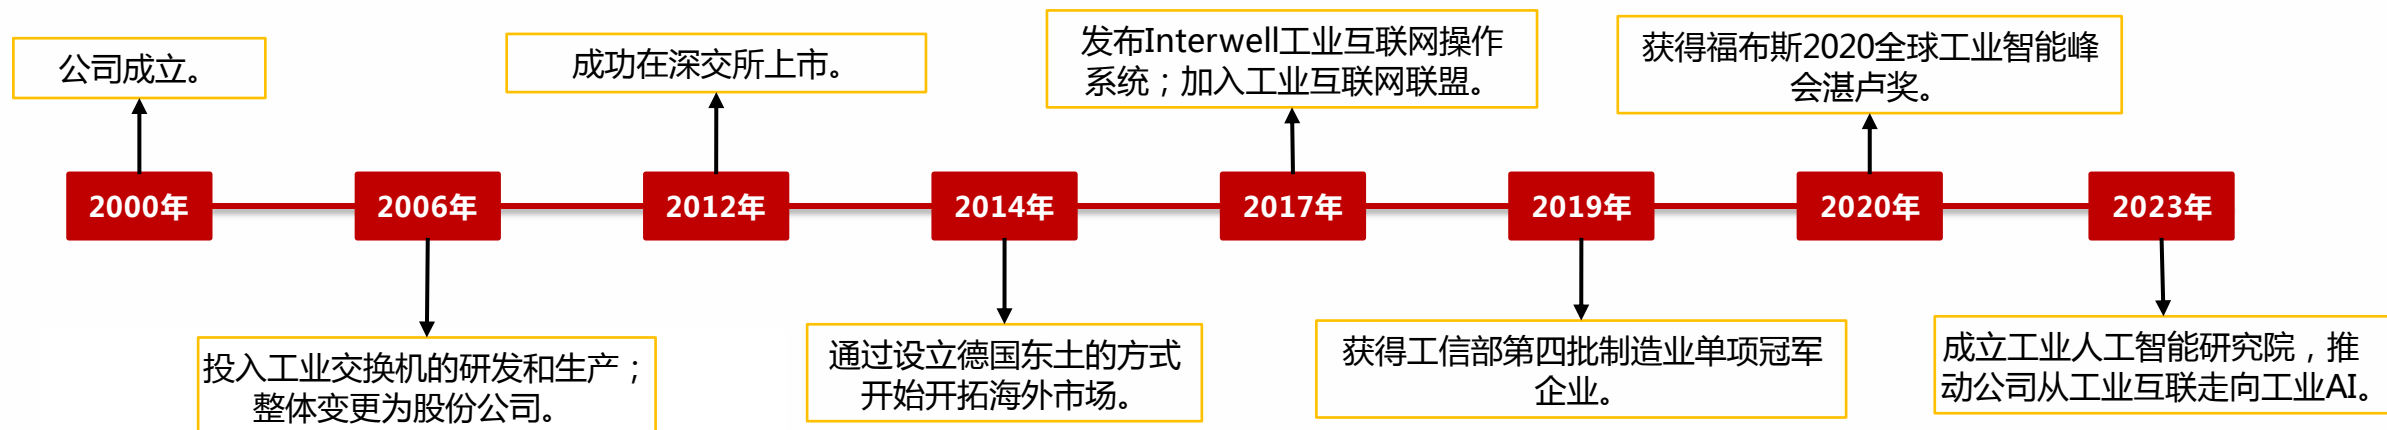 公司成立。
成功在深交所上市。
发布Interwell工业互联网操作
系统；加入工业互联网联盟。
获得福布斯2020全球工业智能峰
会湛卢奖。
2000年
2006年
2012年
2014年
2017年
2019年
2020年
2023年
投入工业交换机的研发和生产；
整体变更为股份公司。
通过设立德国东土的方式
开始开拓海外市场。
获得工信部第四批制造业单项冠军
企业。
成立工业人工智能研究院，推
动公司从工业互联走向工业AI。